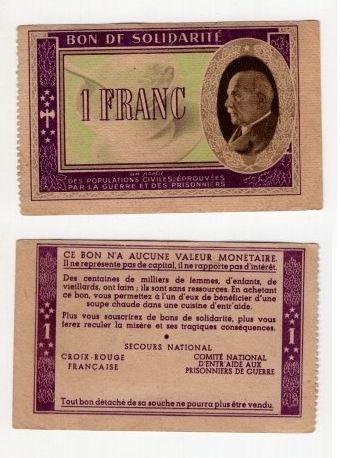 BON DE SOLIDARITÉ
1 FRANC
au profit
DES POPULATIONS CIVILES ÉPROUVÉES
PAR LA GUERRE ET DES PRISONNIERS
CE BON N'A AUCUNE VALEUR MONÉTAIRE.
Il ne représente pas de capital, il ne rapporte pas d'intérêt.
Des centaines de milliers de femmes, d'enfants, de
vieillards, ont faim ; ils sont sans ressources. En achetant
ce bon, vous permettez à l'un d'eux de bénéficier d'une
soupe chaude dans une cuisine d'entr'aide.
Plus vous souscrirez de bons de solidarité, plus vous
ferez reculer la misère et ses tragiques conséquences.
1
1
SECOURS NATIONAL
CROIX-ROUGE
FRANÇAISE
COMITÉ NATIONAL
D'ENTR'AIDE AUX
PRISONNIERS DE GUERRE
Tout bon détaché de sa souche ne pourra plus être vendu.